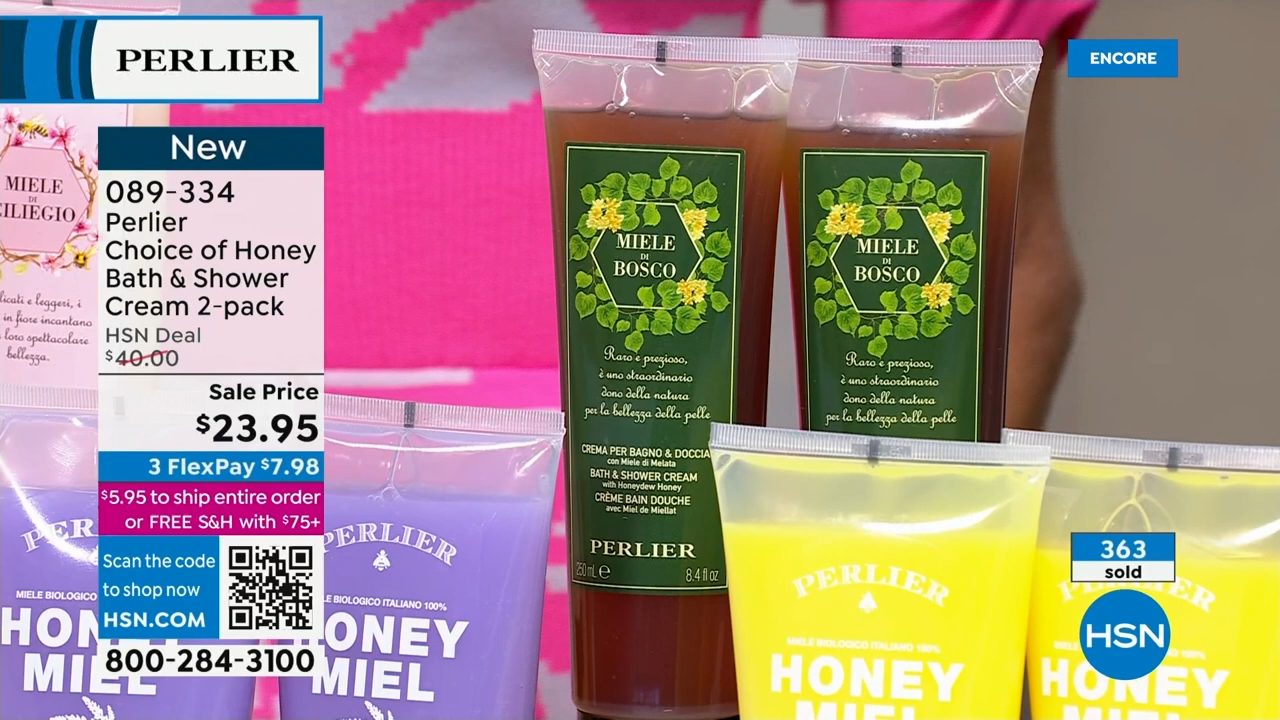 PERLIER
ENCORE
New
089-334
Perlier
Choice of Honey
Bath & Shower
Cream 2-pack
HSN Deal
$40.00
Sale Price
$23.95
3 FlexPay $7.98
$5.95 to ship entire order
or FREE S&H with $75+
Scan the code
to shop now
HSN.COM
800-284-3100
MIELE
DI
CILIEGIO
licati e leggeri, i
in fiore incantano
loro spettacolare
bellezza.
MIELE
DI
BOSCO
Raro e prezioso,
è uno straordinario
dono della natura
per la bellezza della pelle
CREMA PER BAGNO & DOCCIA
con Miele di Melata
BATH & SHOWER CREAM
with Honeydew Honey
CRÈME BAIN DOUCHE
avec Miel de Miellat
PERLIER
250 mL e 8.4 fl oz
MIELE
DI
BOSCO
Raro e prezioso,
è uno straordinario
dono della natura
per la bellezza della pelle
PER
MIELE BIOLOGICO
HON
MIEL
PERLIER
LE BIOLOGICO ITALIANO 100%
HONEY
MIEL
PERLIER
MIELE BIOLOGICO ITALIANO 100%
HONEY
MIEL
PERLIER
HONEY
MIEL
363
sold
HSN